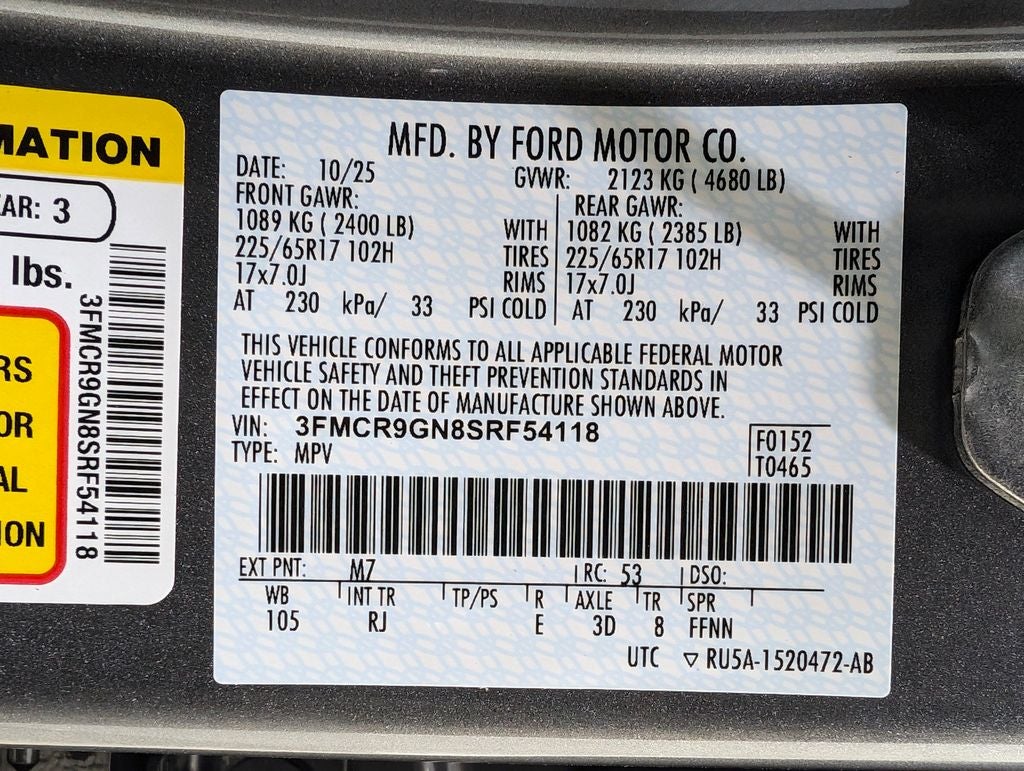 MATION
AR: 3
lbs.
3FMCR9GN8SRF54118
RS
OR
AL
ION
MFD. BY FORD MOTOR CO.
DATE: 10/25 GVWR: 2123 KG ( 4680 LB)
FRONT GAWR: REAR GAWR:
1089 KG ( 2400 LB) WITH 1082 KG ( 2385 LB) WITH
225/65R17 102H TIRES 225/65R17 102H TIRES
17x7.0J RIMS 17x7.0J RIMS
AT 230 kPa/ 33 PSI COLD AT 230 kPa/ 33 PSI COLD
THIS VEHICLE CONFORMS TO ALL APPLICABLE FEDERAL MOTOR
VEHICLE SAFETY AND THEFT PREVENTION STANDARDS IN
EFFECT ON THE DATE OF MANUFACTURE SHOWN ABOVE.
VIN: 3FMCR9GN8SRF54118 F0152
TYPE: MPV T0465
EXT PNT: M7 RC: 53 DSO:
WB INT TR TP/PS R AXLE TR SPR
105 RJ E 3D 8 FFNN
UTC ▽ RU5A-1520472-AB